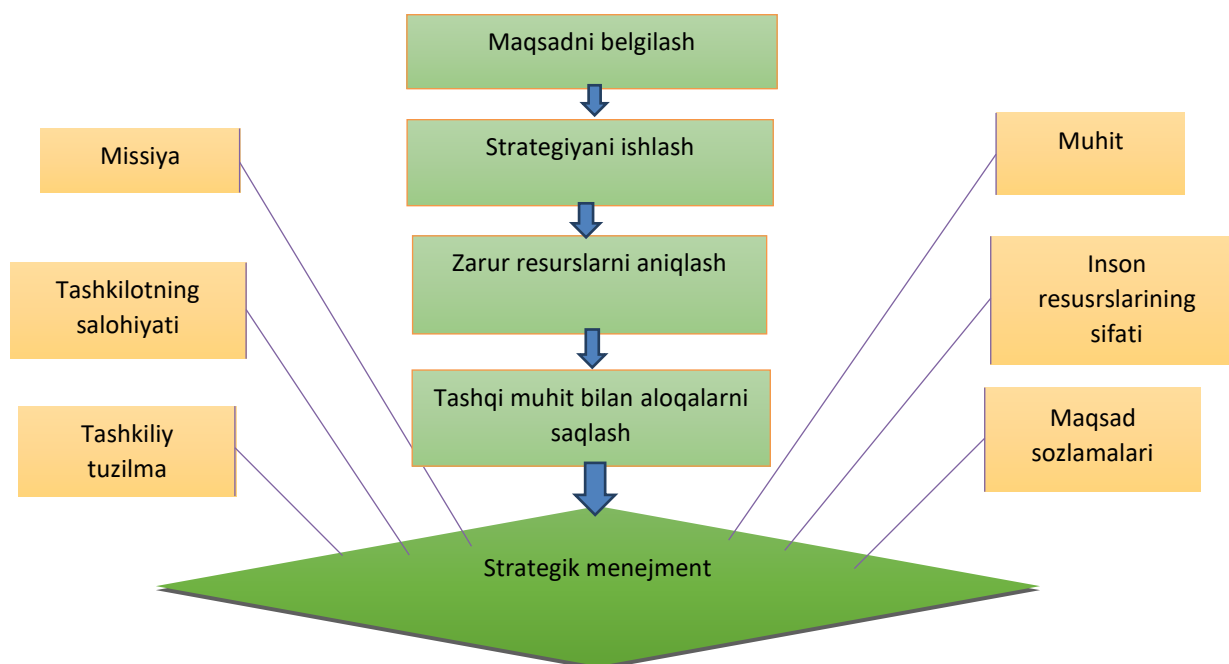 Maqsadni belgilash
Missiya
Strategiyani ishlash
Muhit
Tashkilotning
salohiyati
Zarur resurslarni aniqlash
Inson
resusrslarining
sifati
Tashkiliy
tuzilma
Tashqi muhit bilan aloqalarni
saqlash
Maqsad
sozlamalari
Strategik menejment